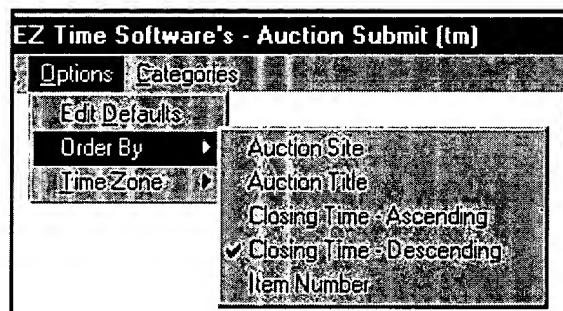 EZ Time Software's - Auction Submit (tm)
Options Categories
Edit Defaults
Order By
Time Zone
Auction Site
Auction Title
Closing Time - Ascending
✓ Closing Time - Descending
Item Number